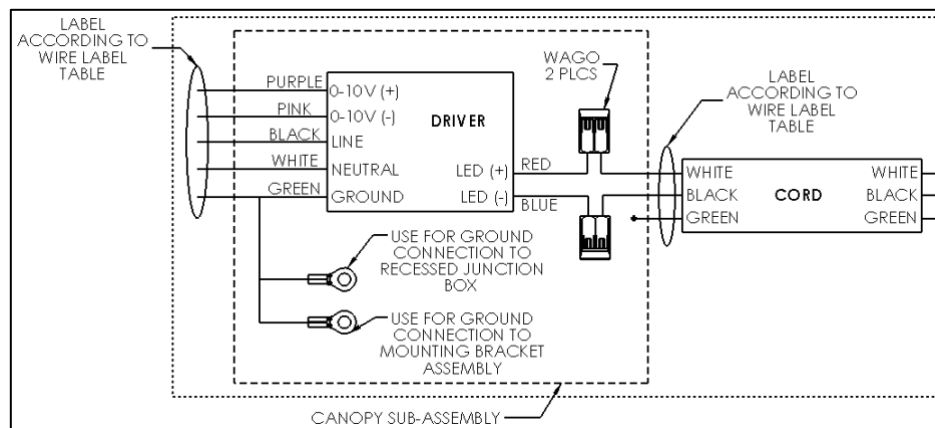 LABEL
ACCORDING TO
WIRE LABEL
TABLE
PURPLE
PINK
BLACK
WHITE
GREEN
0-10V (+)
0-10V (-)
LINE
NEUTRAL
GROUND
DRIVER
LED (+)
LED (-)
RED
BLUE
WAGO
2 PLCS
LABEL
ACCORDING TO
WIRE LABEL
TABLE
WHITE
BLACK
GREEN
CORD
WHITE
BLACK
GREEN
USE FOR GROUND
CONNECTION TO
RECESSED JUNCTION
BOX
USE FOR GROUND
CONNECTION TO
MOUNTING BRACKET
ASSEMBLY
CANOPY SUB-ASSEMBLY